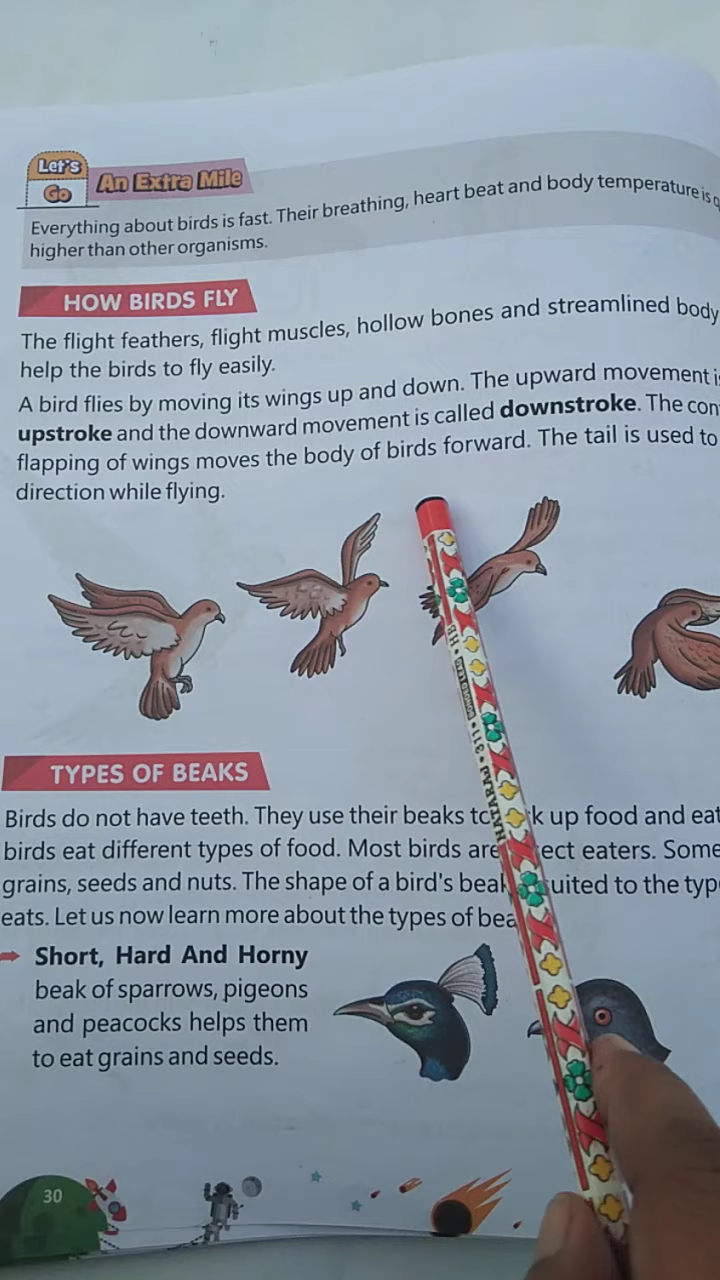 Let's
Go
An Extra Mile
Everything about birds is fast. Their breathing, heart beat and body temperature is
higher than other organisms.
HOW BIRDS FLY
The flight feathers, flight muscles, hollow bones and streamlined body
help the birds to fly easily.
A bird flies by moving its wings up and down. The upward movement
upstroke and the downward movement is called downstroke. The
flapping of wings moves the body of birds forward. The tail is used to
direction while flying.
HB
BONDED LEAD
311
NATARAJ
TYPES OF BEAKS
Birds do not have teeth. They use their beaks up food and eat
birds eat different types of food. Most birds are eaters. Some
grains, seeds and nuts. The shape of a bird's to the
eats. Let us now learn more about the types of
Short, Hard And Horny
beak of sparrows, pigeons
and peacocks helps them
to eat grains and seeds.
30